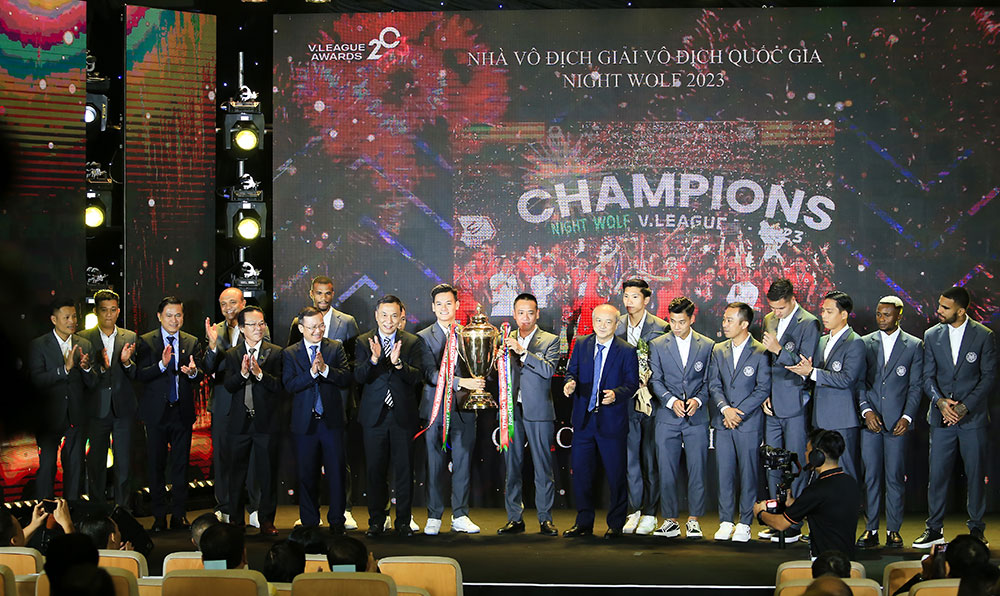 V.LEAGUE
AWARDS 20
NHÀ VÔ ĐỊCH GIẢI VÔ ĐỊCH QUỐC GIA
NIGHT WOLF 2023
CHAMPIONS
NIGHT WOLF V.LEAGUE